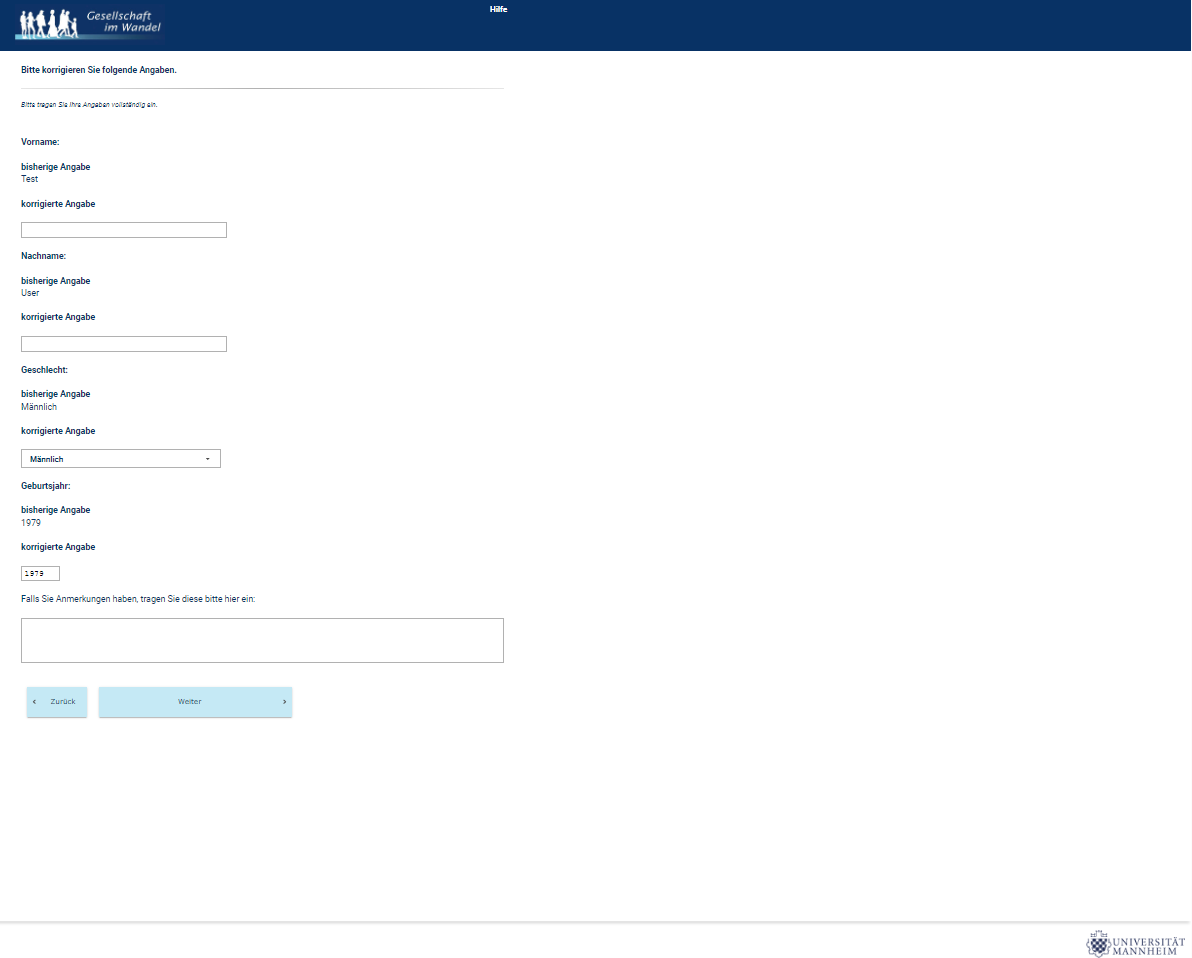 Gesellschaft
im Wandel
Hilfe
Bitte korrigieren Sie folgende Angaben.
Bitte tragen Sie Ihre Angaben vollständig ein.
Vorname:
bisherige Angabe
Test
korrigierte Angabe
Nachname:
bisherige Angabe
User
korrigierte Angabe
Geschlecht:
bisherige Angabe
Männlich
korrigierte Angabe
Männlich
Geburtsjahr:
bisherige Angabe
1979
korrigierte Angabe
1979
Falls Sie Anmerkungen haben, tragen Sie diese bitte hier ein:
Zurück
Weiter
UNIVERSITÄT
MANNHEIM